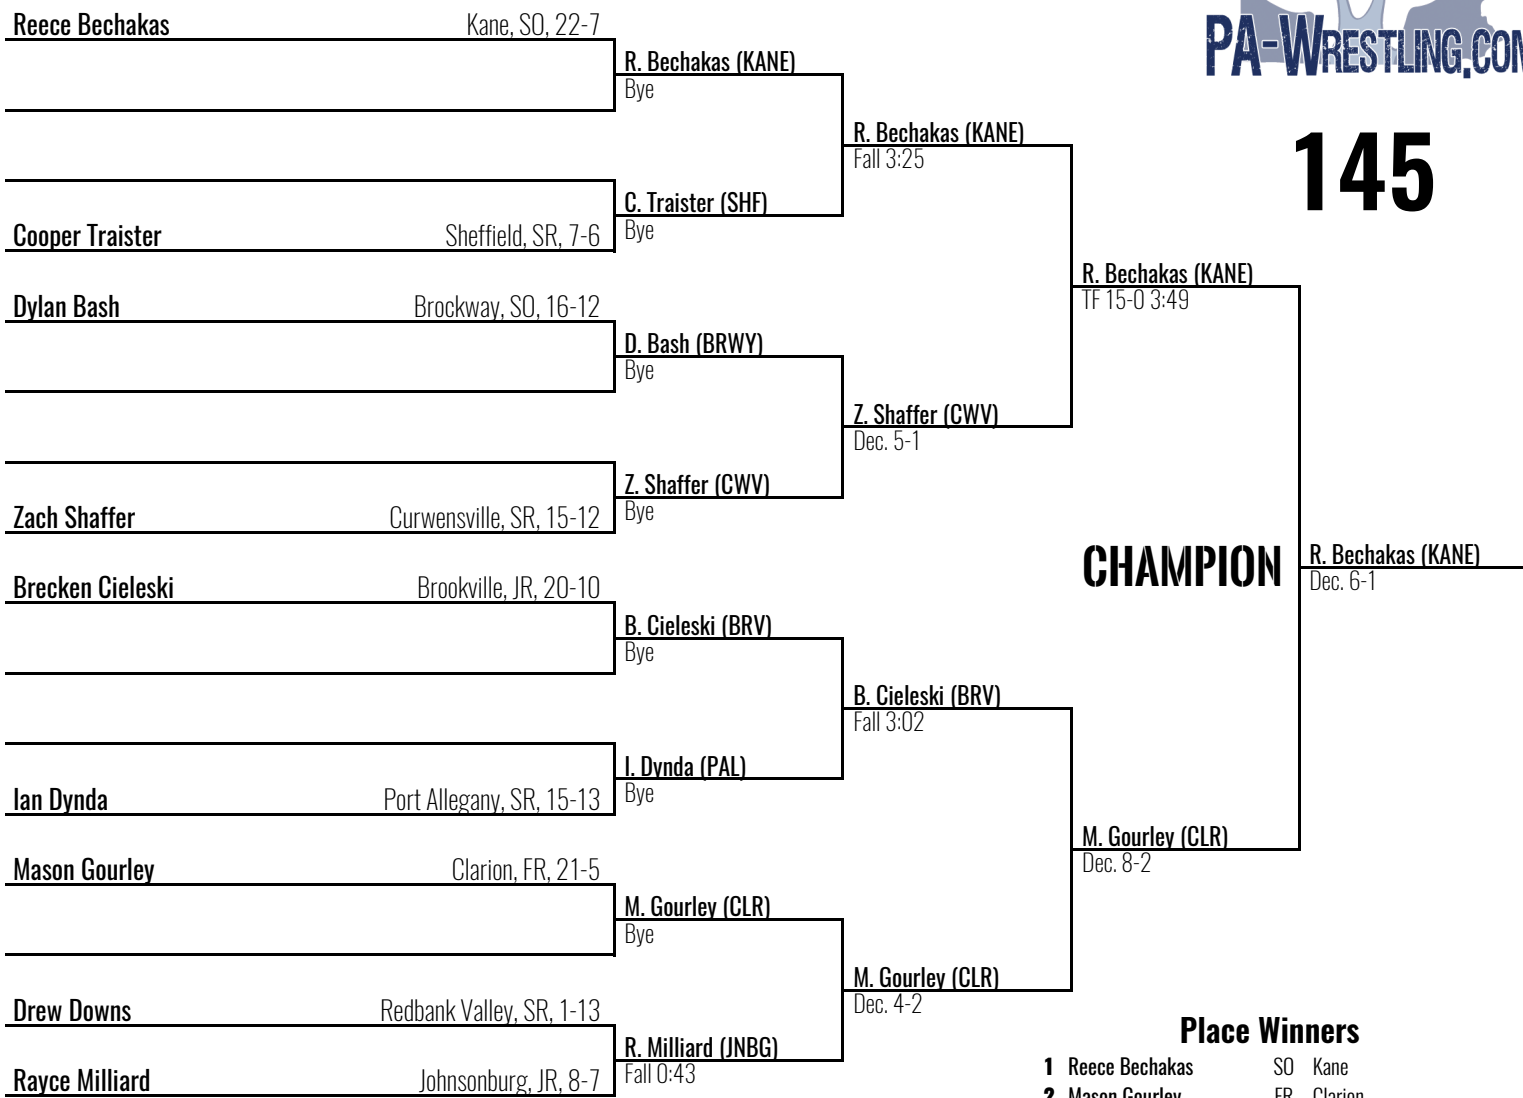 Reece Bechakas Kane, SO, 22-7
R. Bechakas (KANE)
Bye
PA-WRESTLING.COM
R. Bechakas (KANE)
Fall 3:25
145
C. Traister (SHF)
Bye
Cooper Traister Sheffield, SR, 7-6
R. Bechakas (KANE)
TF 15-0 3:49
Dylan Bash Brockway, SO, 16-12
D. Bash (BRWY)
Bye
Z. Shaffer (CWV)
Dec. 5-1
Z. Shaffer (CWV)
Bye
Zach Shaffer Curwensville, SR, 15-12
CHAMPION
R. Bechakas (KANE)
Dec. 6-1
Brecken Cieleski Brookville, JR, 20-10
B. Cieleski (BRV)
Bye
B. Cieleski (BRV)
Fall 3:02
I. Dynda (PAL)
Bye
Ian Dynda Port Allegany, SR, 15-13
M. Gourley (CLR)
Dec. 8-2
Mason Gourley Clarion, FR, 21-5
M. Gourley (CLR)
Bye
M. Gourley (CLR)
Dec. 4-2
Drew Downs Redbank Valley, SR, 1-13
R. Milliard (JNBG)
Fall 0:43
Rayce Milliard Johnsonburg, JR, 8-7
Place Winners
1 Reece Bechakas SO Kane
2 Mason Gourley FR Clarion